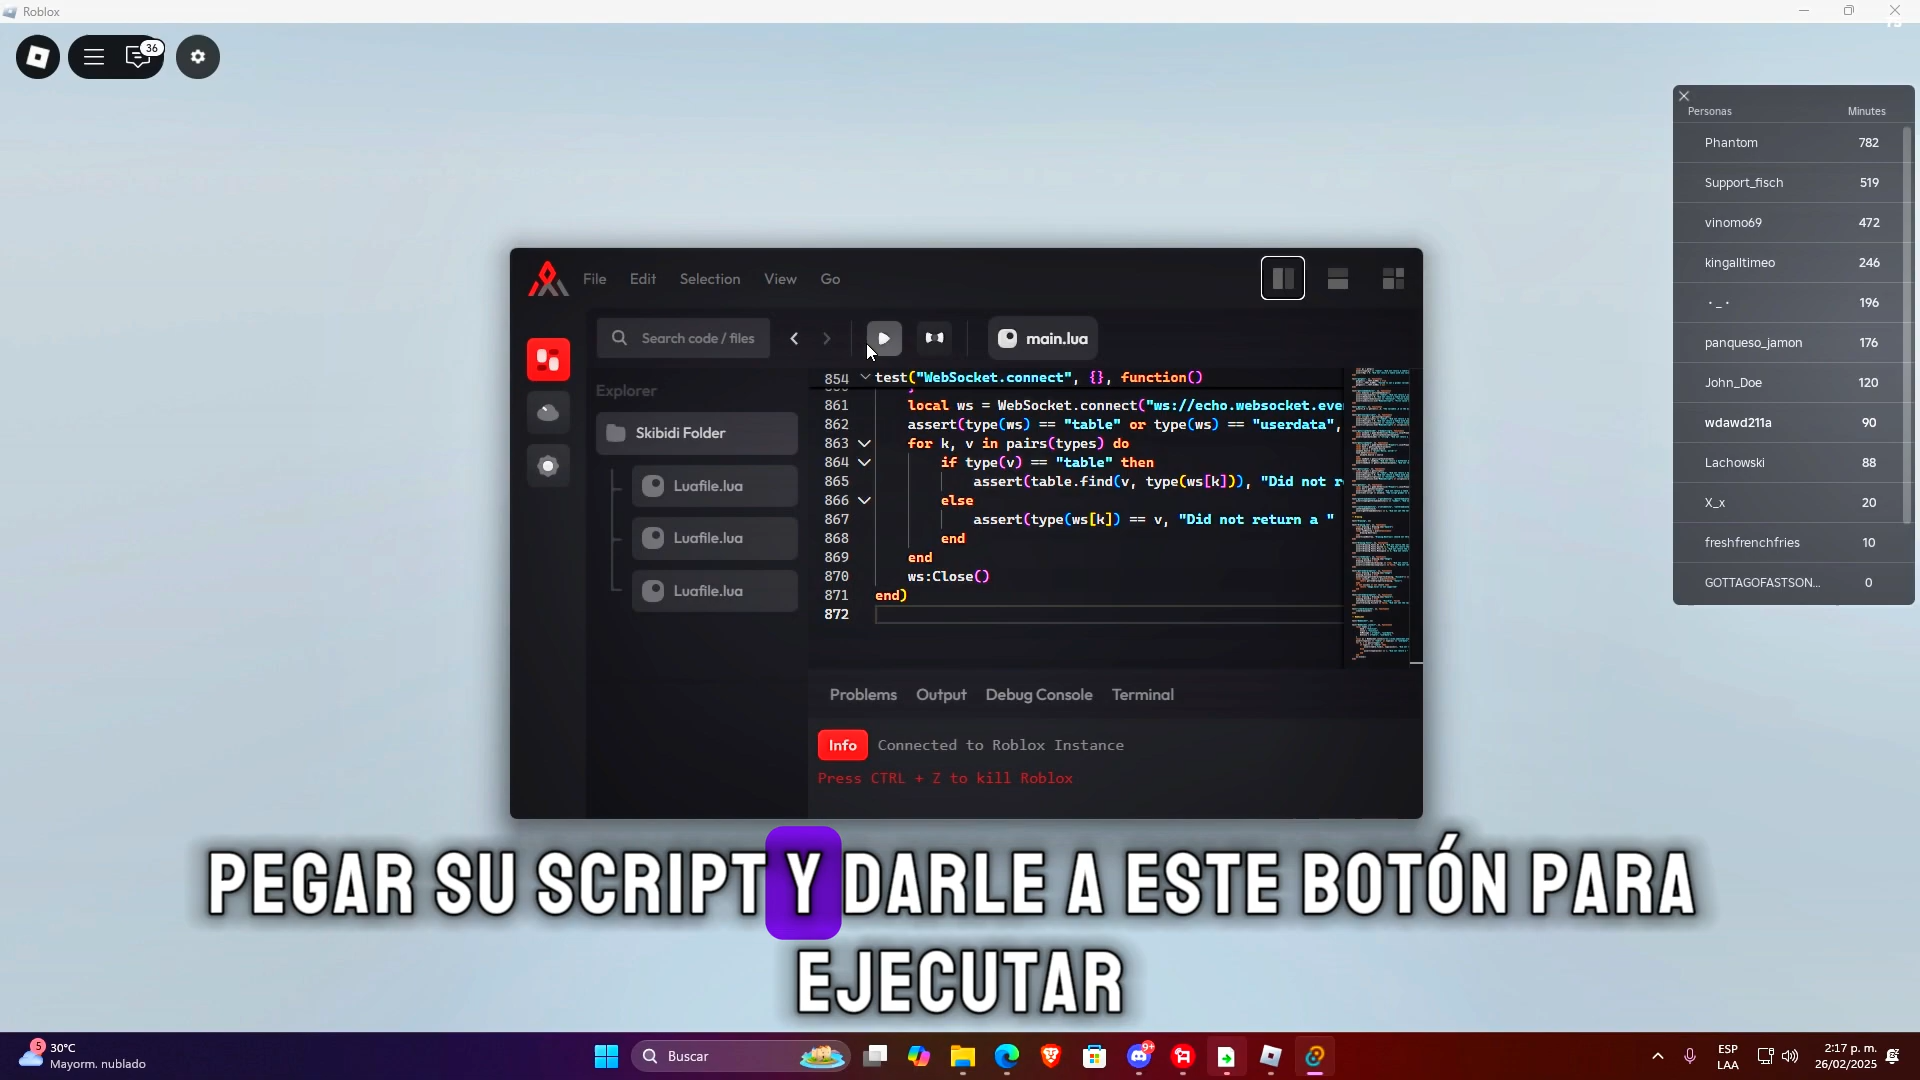 Roblox
36
Personas Minutes
Phantom 782
Support_fisch 519
vinomo69 472
kingalltimeo 246
・_・ 196
panqueso_jamon 176
John_Doe 120
wdawd211a 90
Lachowski 88
X_x 20
freshfrenchfries 10
GOTTAGOFASTSON... 0
File Edit Selection View Go
Search code / files
main.lua
Explorer
Skibidi Folder
Luafile.lua
Luafile.lua
Luafile.lua
854 test("WebSocket.connect", {}, function()
861 local ws = WebSocket.connect("ws://echo.websocket.eve
862 assert(type(ws) == "table" or type(ws) == "userdata",
863 for k, v in pairs(types) do
864 if type(v) == "table" then
865 assert(table.find(v, type(ws[k])), "Did not r
866 else
867 assert(type(ws[k]) == v, "Did not return a "
868 end
869 end
870 ws:Close()
871 end)
872
Problems Output Debug Console Terminal
Info Connected to Roblox Instance
Press CTRL + Z to kill Roblox
PEGAR SU SCRIPT Y DARLE A ESTE BOTÓN PARA
EJECUTAR
5
30°C
Mayorm. nublado
Buscar
9+
ESP
LAA
2:17 p. m.
26/02/2025